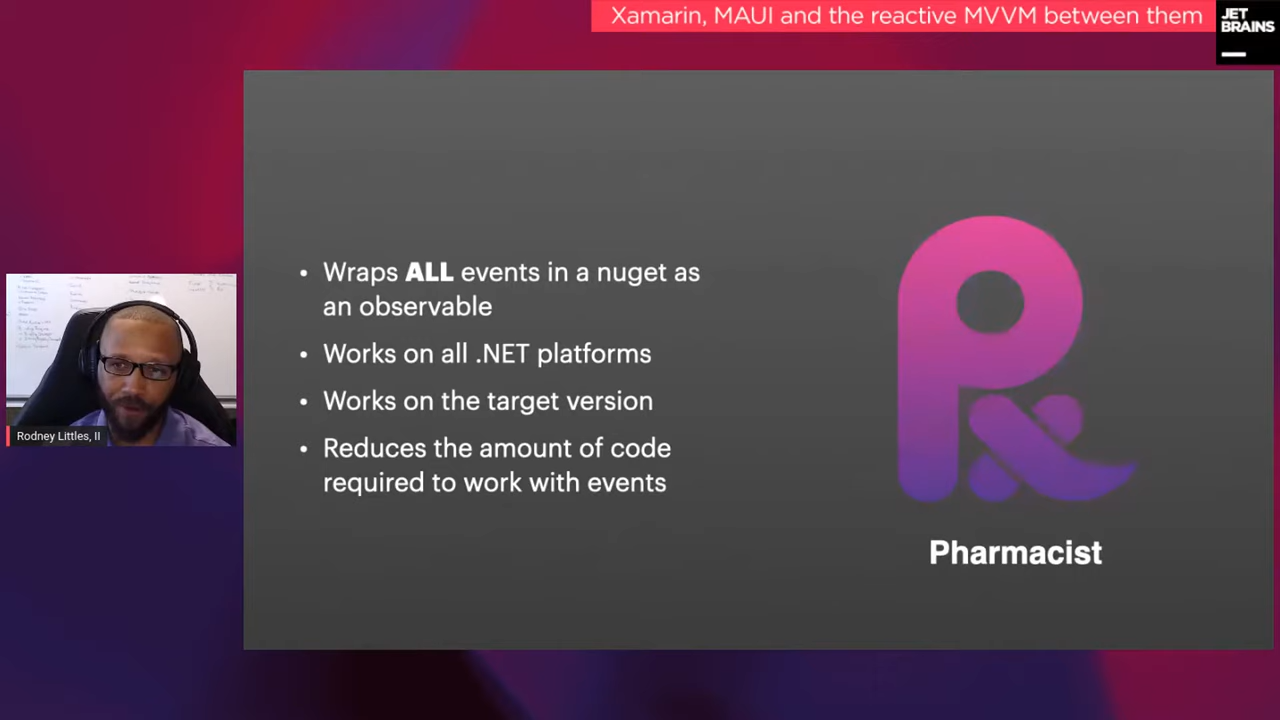 Xamarin, MAUI and the reactive MVVM between them
JET
BRAINS
• Wraps ALL events in a nuget as
an observable
• Works on all .NET platforms
• Works on the target version
• Reduces the amount of code
required to work with events
Pharmacist
Rodney Littles, II